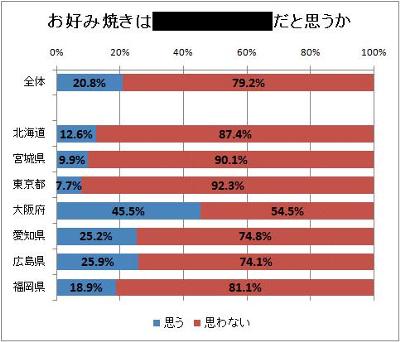 お好み焼きは だと思うか
0% 20% 40% 60% 80% 100%
全体 20.8% 79.2%
北海道 12.6% 87.4%
宮城県 9.9% 90.1%
東京都 7.7% 92.3%
大阪府 45.5% 54.5%
愛知県 25.2% 74.8%
広島県 25.9% 74.1%
福岡県 18.9% 81.1%
思う 思わない